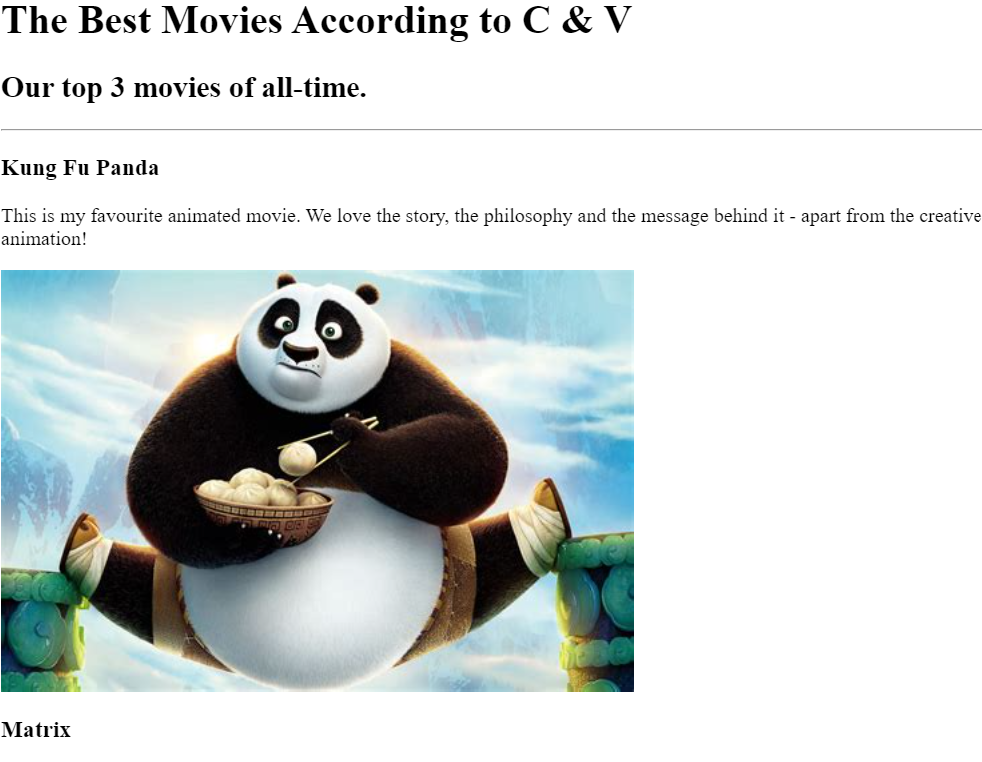 The Best Movies According to C & V
Our top 3 movies of all-time.
Kung Fu Panda
This is my favourite animated movie. We love the story, the philosophy and the message behind it - apart from the creative
animation!
Matrix